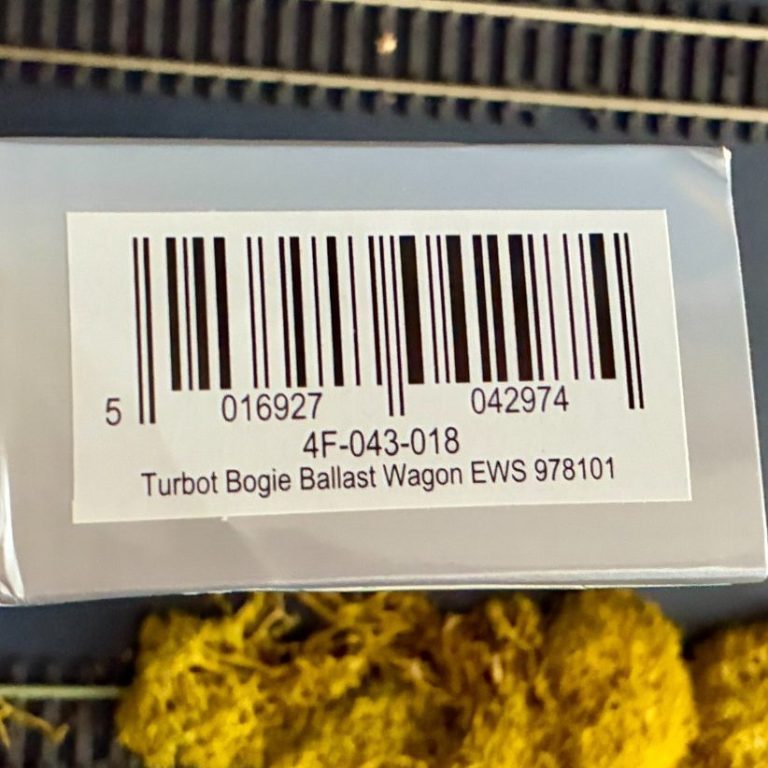 5 016927 042974
4F-043-018
Turbot Bogie Ballast Wagon EWS 978101